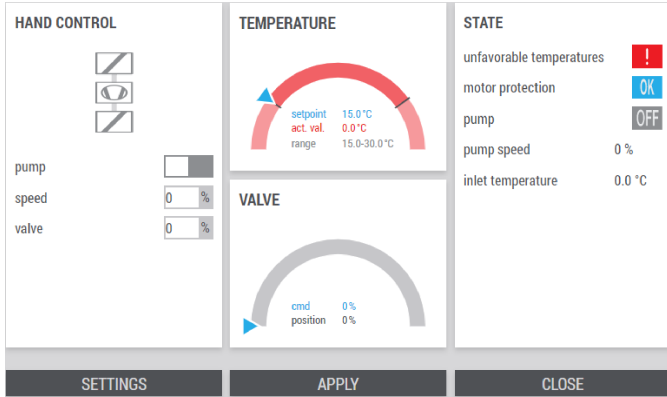 HAND CONTROL
pump
speed 0 %
valve 0 %
TEMPERATURE
setpoint 15.0°C
act. val. 0.0°C
range 15.0-30.0°C
VALVE
cmd 0%
position 0%
STATE
unfavorable temperatures !
motor protection OK
pump OFF
pump speed 0 %
inlet temperature 0.0 °C
SETTINGS APPLY CLOSE